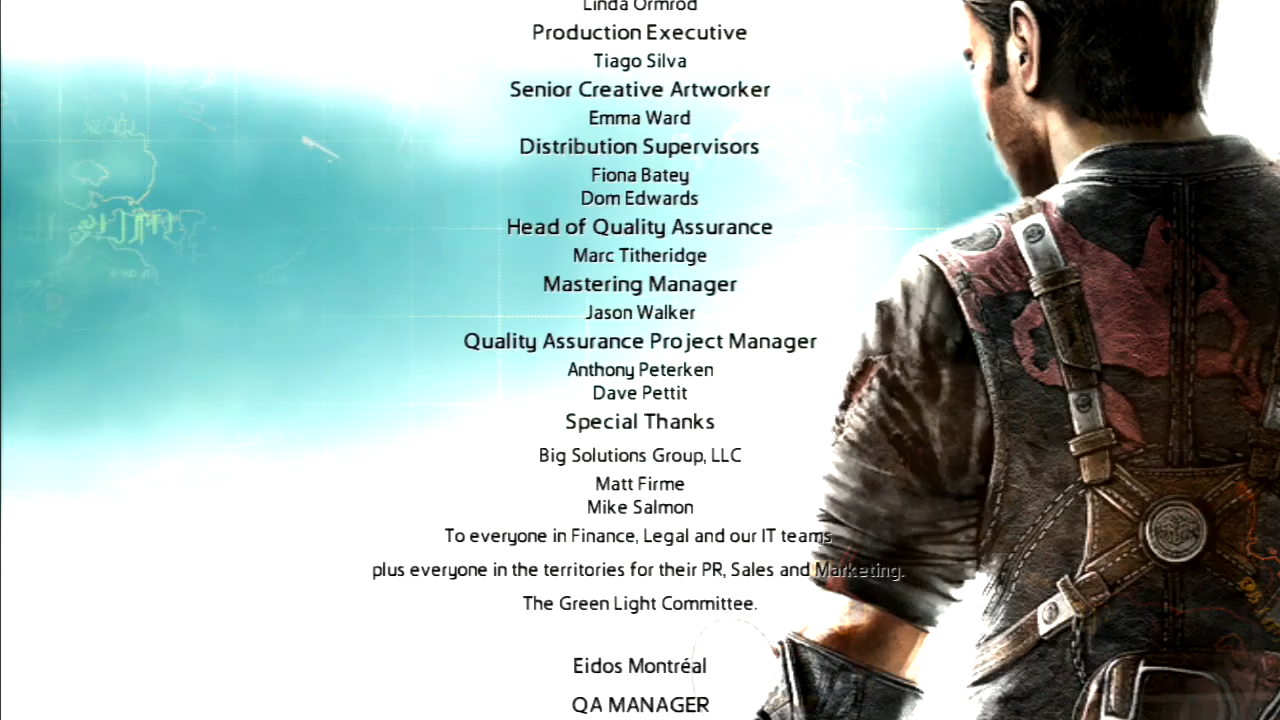 Linda Ormrod
Production Executive
Tiago Silva
Senior Creative Artworker
Emma Ward
Distribution Supervisors
Fiona Batey
Dom Edwards
Head of Quality Assurance
Marc Titheridge
Mastering Manager
Jason Walker
Quality Assurance Project Manager
Anthony Peterken
Dave Pettit
Special Thanks
Big Solutions Group, LLC
Matt Firme
Mike Salmon
To everyone in Finance, Legal and our IT teams
plus everyone in the territories for their PR, Sales and Marketing.
The Green Light Committee.
Eidos Montréal
QA MANAGER